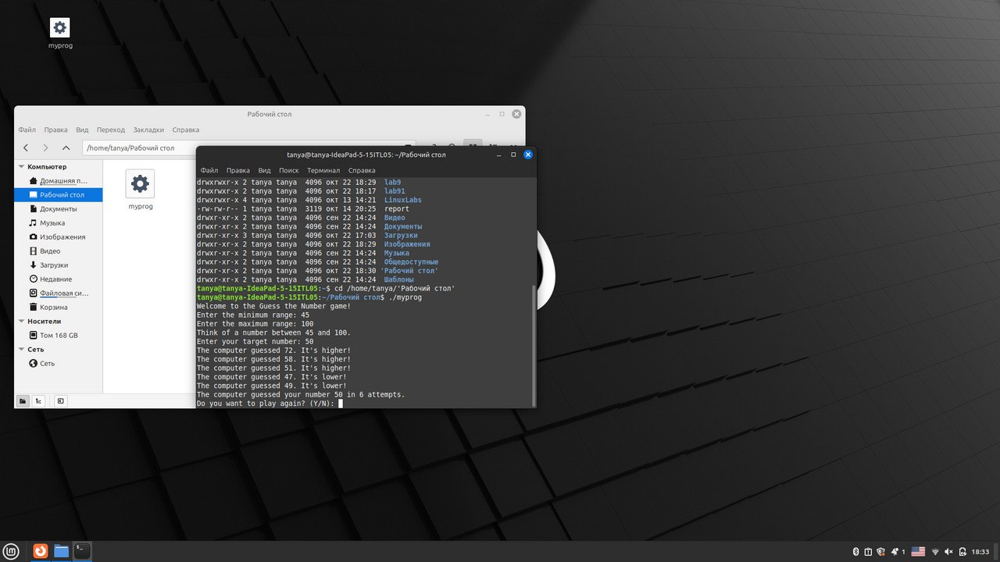 myprog
Рабочий стол
Файл Правка Вид Переход Закладки Справка
/home/tanya/Рабочий стол
Компьютер
Домашняя п...
Рабочий стол
Документы
Музыка
Изображения
Видео
Загрузки
Недавние
Файловая си...
Корзина
Носители
Том 168 GB
Сеть
Сеть
myprog
tanya@tanya-IdeaPad-5-15ITL05: ~/Рабочий стол
Файл Правка Вид Поиск Терминал Справка
drwxrwxr-x 2 tanya tanya  4096 окт 22 18:29  lab9
drwxrwxr-x 2 tanya tanya  4096 окт 22 18:17  lab91
drwxrwxr-x 4 tanya tanya  4096 окт 13 14:21  LinuxLabs
-rw-rw-r-- 1 tanya tanya  3119 окт 14 20:25  report
drwxr-xr-x 2 tanya tanya  4096 сен 22 14:24  Видео
drwxr-xr-x 2 tanya tanya  4096 сен 22 14:24  Документы
drwxr-xr-x 3 tanya tanya  4096 окт 22 17:03  Загрузки
drwxr-xr-x 2 tanya tanya  4096 окт 22 18:29  Изображения
drwxr-xr-x 2 tanya tanya  4096 сен 22 14:24  Музыка
drwxr-xr-x 2 tanya tanya  4096 сен 22 14:24  Общедоступные
drwxr-xr-x 2 tanya tanya  4096 окт 22 18:30 'Рабочий стол'
drwxr-xr-x 2 tanya tanya  4096 сен 22 14:24  Шаблоны
tanya@tanya-IdeaPad-5-15ITL05:~$ cd /home/tanya/'Рабочий стол'
tanya@tanya-IdeaPad-5-15ITL05:~/Рабочий стол$ ./myprog
Welcome to the Guess the Number game!
Enter the minimum range: 45
Enter the maximum range: 100
Think of a number between 45 and 100.
Enter your target number: 50
The computer guessed 72. It's higher!
The computer guessed 58. It's higher!
The computer guessed 51. It's higher!
The computer guessed 47. It's lower!
The computer guessed 49. It's lower!
The computer guessed your number 50 in 6 attempts.
Do you want to play again? (Y/N):
1
18:33